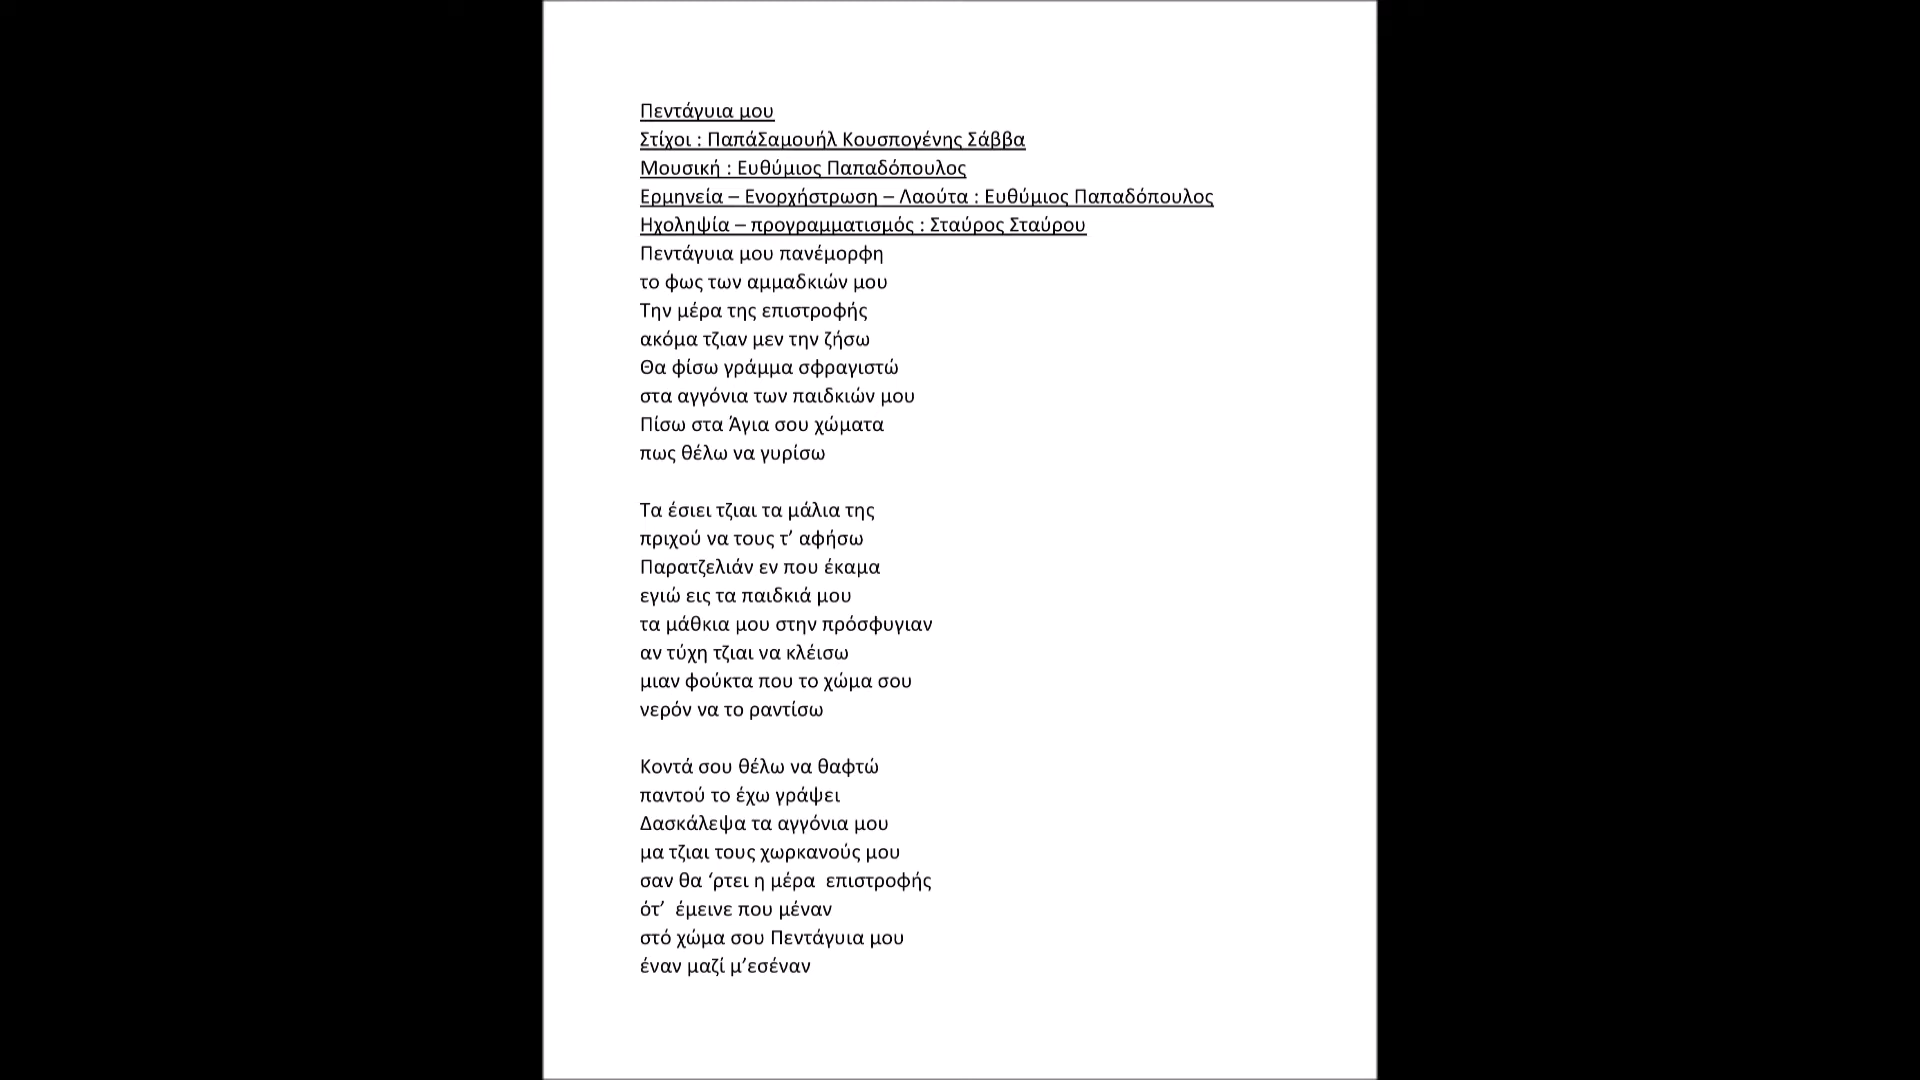 Πεντάγυια μου
Στίχοι : ΠαπάΣαμουήλ Κουσπογένης Σάββα
Μουσική : Ευθύμιος Παπαδόπουλος
Ερμηνεία – Ενορχήστρωση – Λαούτα : Ευθύμιος Παπαδόπουλος
Ηχοληψία – προγραμματισμός : Σταύρος Σταύρου
Πεντάγυια μου πανέμορφη
το φως των αμμαδκιών μου
Την μέρα της επιστροφής
ακόμα τζιαν μεν την ζήσω
Θα φίσω γράμμα σφραγιστώ
στα αγγόνια των παιδκιών μου
Πίσω στα Άγια σου χώματα
πως θέλω να γυρίσω
Τα έσιει τζιαι τα μάλια της
πριχού να τους τ’ αφήσω
Παρατζελιάν εν που έκαμα
εγιώ εις τα παιδκιά μου
τα μάθκια μου στην πρόσφυγιαν
αν τύχη τζιαι να κλέισω
μιαν φούκτα που το χώμα σου
νερόν να το ραντίσω
Κοντά σου θέλω να θαφτώ
παντού το έχω γράψει
Δασκάλεψα τα αγγόνια μου
μα τζιαι τους χωρκανούς μου
σαν θα ‘ρτει η μέρα  επιστροφής
ότ’  έμεινε που μέναν
στό χώμα σου Πεντάγυια μου
έναν μαζί μ’εσέναν